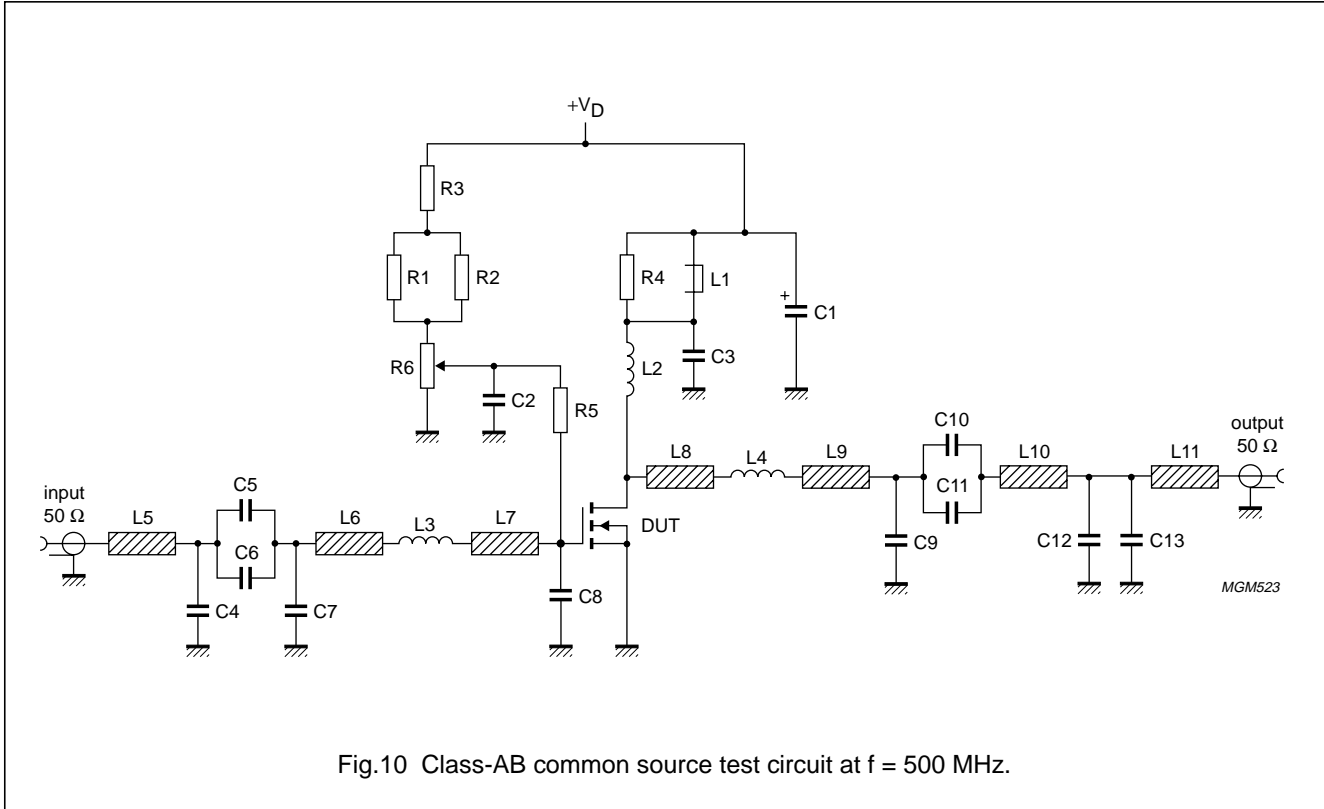 +VD
R3
R1
R2
R4
L1
+
C1
R6
C2
R5
L2
C3
C10
output
50 Ω
L8
L4
L9
L10
L11
C11
input
50 Ω
L5
C5
C6
L6
L3
L7
DUT
C9
C12
C13
C4
C7
C8
MGM523
Fig.10 Class-AB common source test circuit at f = 500 MHz.